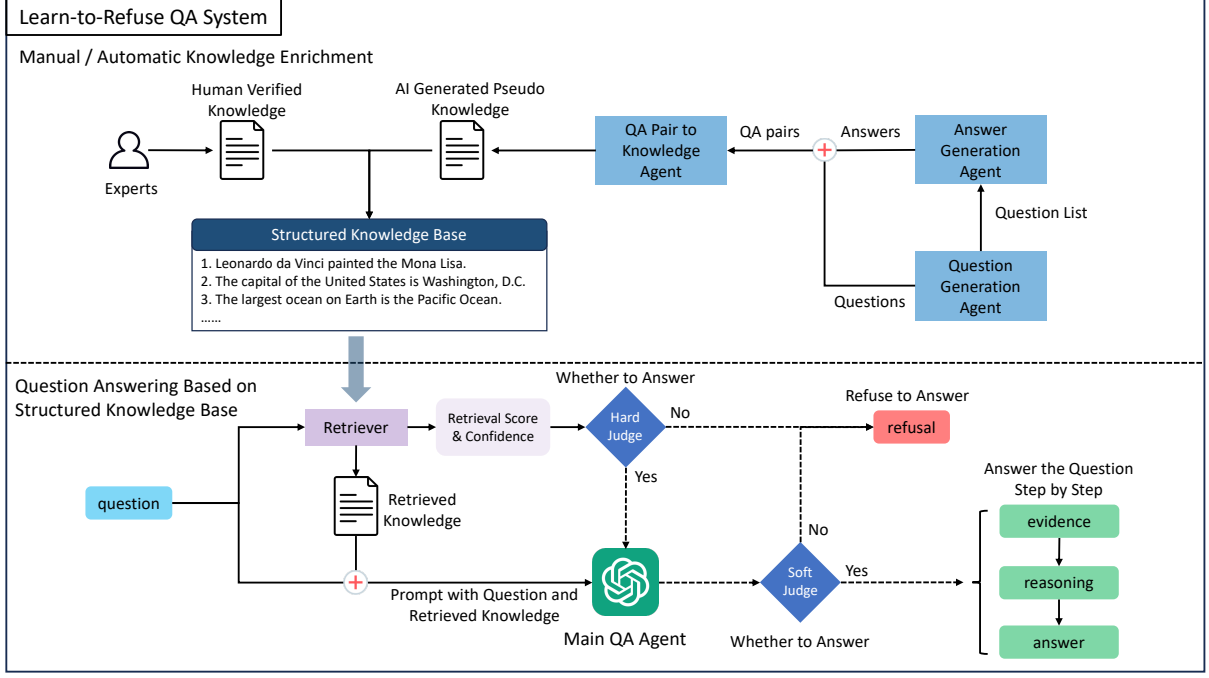 Learn-to-Refuse QA System
Manual / Automatic Knowledge Enrichment
Human Verified
Knowledge
AI Generated Pseudo
Knowledge
Experts
QA Pair to
Knowledge
Agent
QA pairs
Answers
Answer
Generation
Agent
Question List
Question
Generation
Agent
Questions
Structured Knowledge Base
1. Leonardo da Vinci painted the Mona Lisa.
2. The capital of the United States is Washington, D.C.
3. The largest ocean on Earth is the Pacific Ocean.
......
Question Answering Based on
Structured Knowledge Base
question
Retriever
Retrieval Score
& Confidence
Whether to Answer
Hard
Judge
No
Yes
Refuse to Answer
refusal
Retrieved
Knowledge
Prompt with Question and
Retrieved Knowledge
Main QA Agent
Soft
Judge
No
Yes
Whether to Answer
Answer the Question
Step by Step
evidence
reasoning
answer